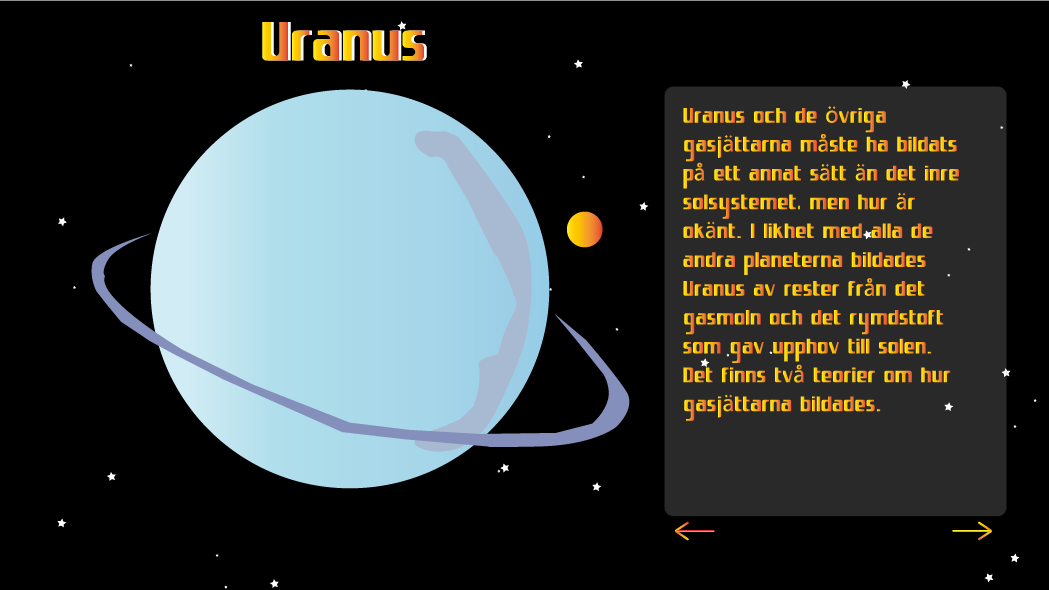 Uranus
Uranus och de övriga
gasjättarna måste ha bildats
på ett annat sätt än det inre
solsystemet, men hur är
okänt. I likhet med alla de
andra planeterna bildades
Uranus av rester från det
gasmoln och det rymdstoft
som gav upphov till solen.
Det finns två teorier om hur
gasjättarna bildades.